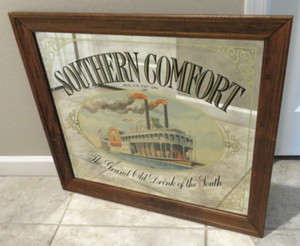 SOUTHERN COMFORT
The Grand Old Drink of the South